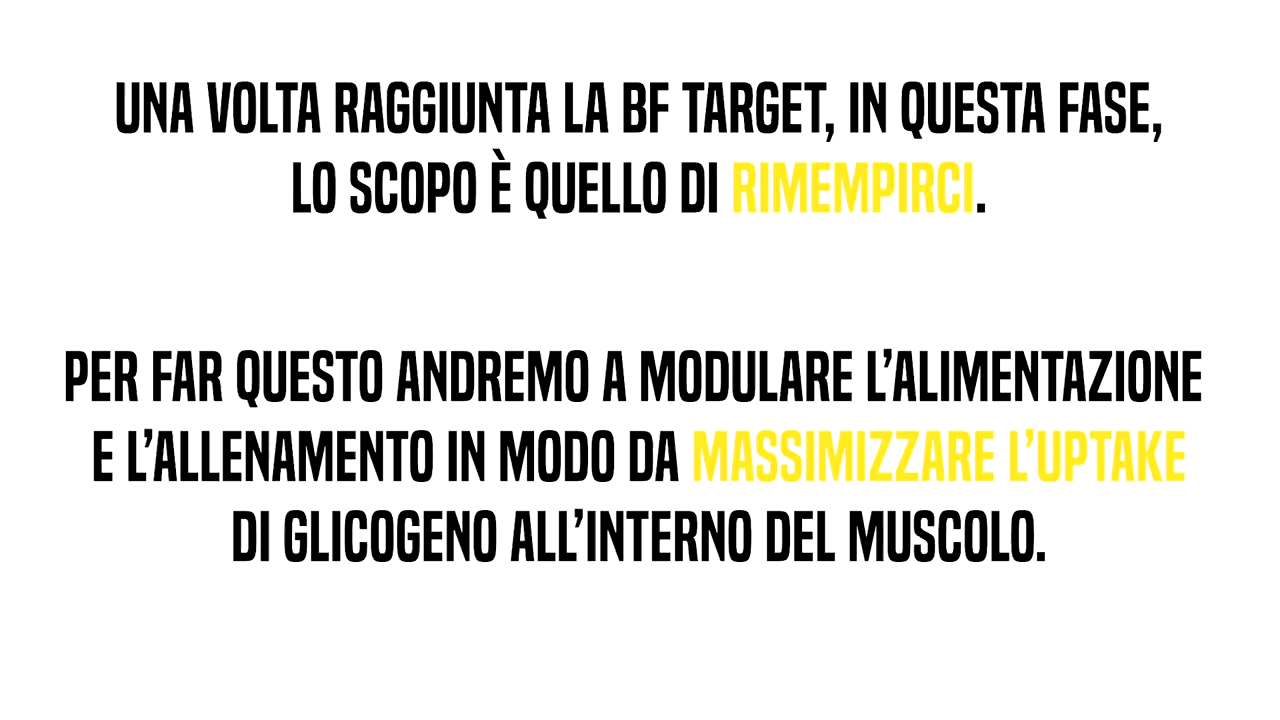 UNA VOLTA RAGGIUNTA LA BF TARGET, IN QUESTA FASE,
LO SCOPO È QUELLO DI RIMEMPIRCI.
PER FAR QUESTO ANDREMO A MODULARE L'ALIMENTAZIONE
E L'ALLENAMENTO IN MODO DA MASSIMIZZARE L'UPTAKE
DI GLICOGENO ALL'INTERNO DEL MUSCOLO.